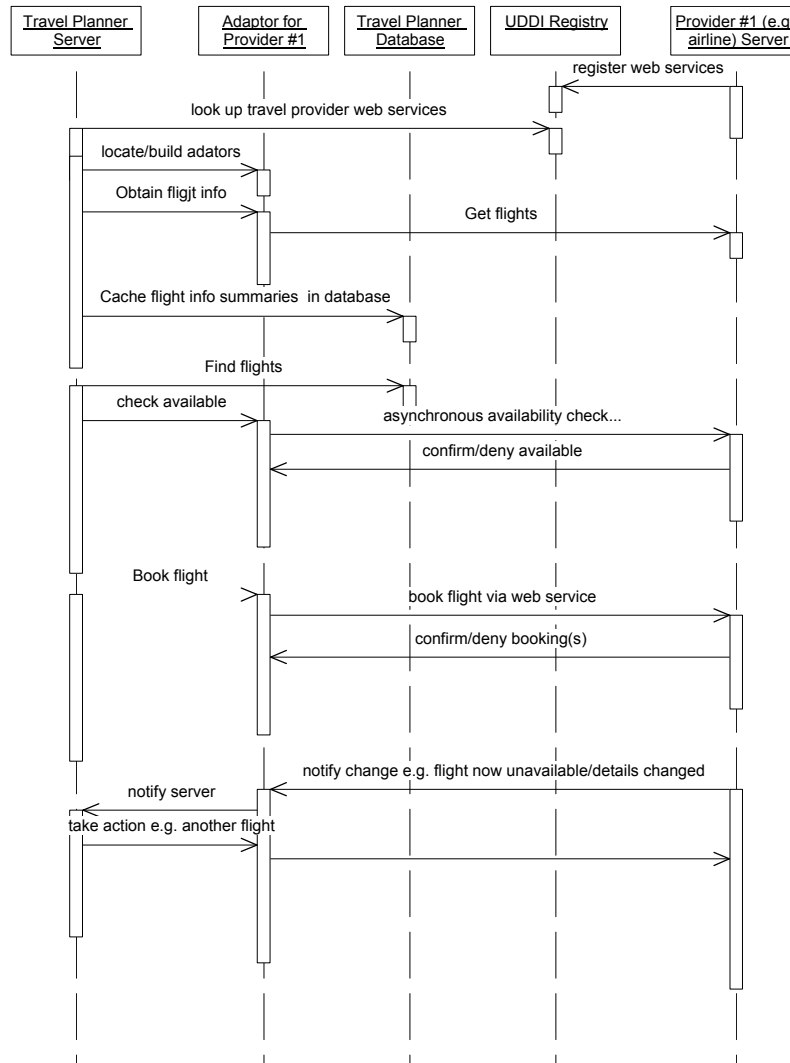 Travel Planner
Server
Adaptor for
Provider #1
Travel Planner
Database
UDDI Registry
Provider #1 (e.g
airline) Server
register web services
look up travel provider web services
locate/build adators
Obtain fligjt info
Get flights
Cache flight info summaries in database
Find flights
check available
asynchronous availability check...
confirm/deny available
Book flight
book flight via web service
confirm/deny booking(s)
notify change e.g. flight now unavailable/details changed
notify server
take action e.g. another flight